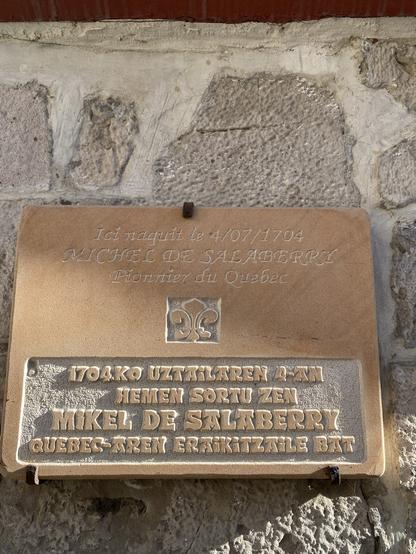 Ici naquit le 4/07/1704
MICHEL DE SALABERRY
Pionnier du Quebec
1704KO UZTAILAREN 4-AN
HEMEN SORTU ZEN
MIKEL DE SALABERRY
QUEBEC-AREN ERAIKITZAILE BAT